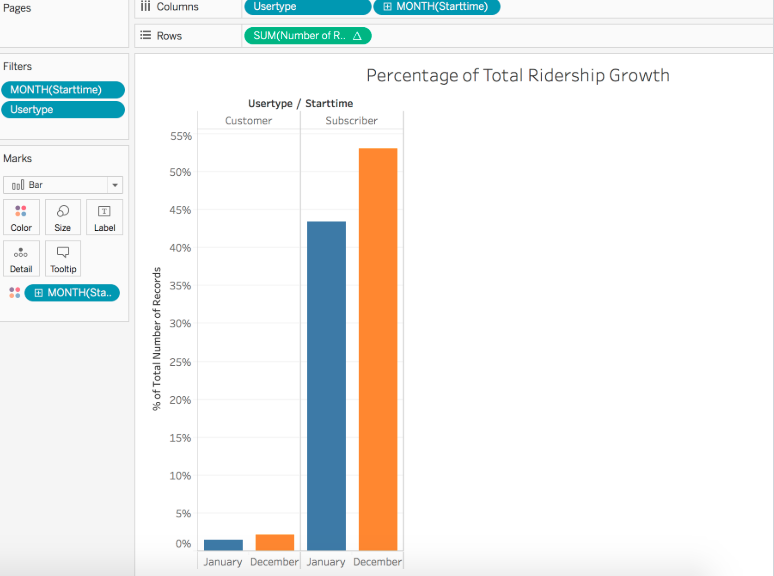 Pages
Columns
Usertype
MONTH(Starttime)
Rows
SUM(Number of R..
Filters
MONTH(Starttime)
Usertype
Marks
Bar
Color
Size
Label
Detail
Tooltip
MONTH(Sta..
Percentage of Total Ridership Growth
Usertype / Starttime
Customer
Subscriber
% of Total Number of Records
55%
50%
45%
40%
35%
30%
25%
20%
15%
10%
5%
0%
January
December
January
December